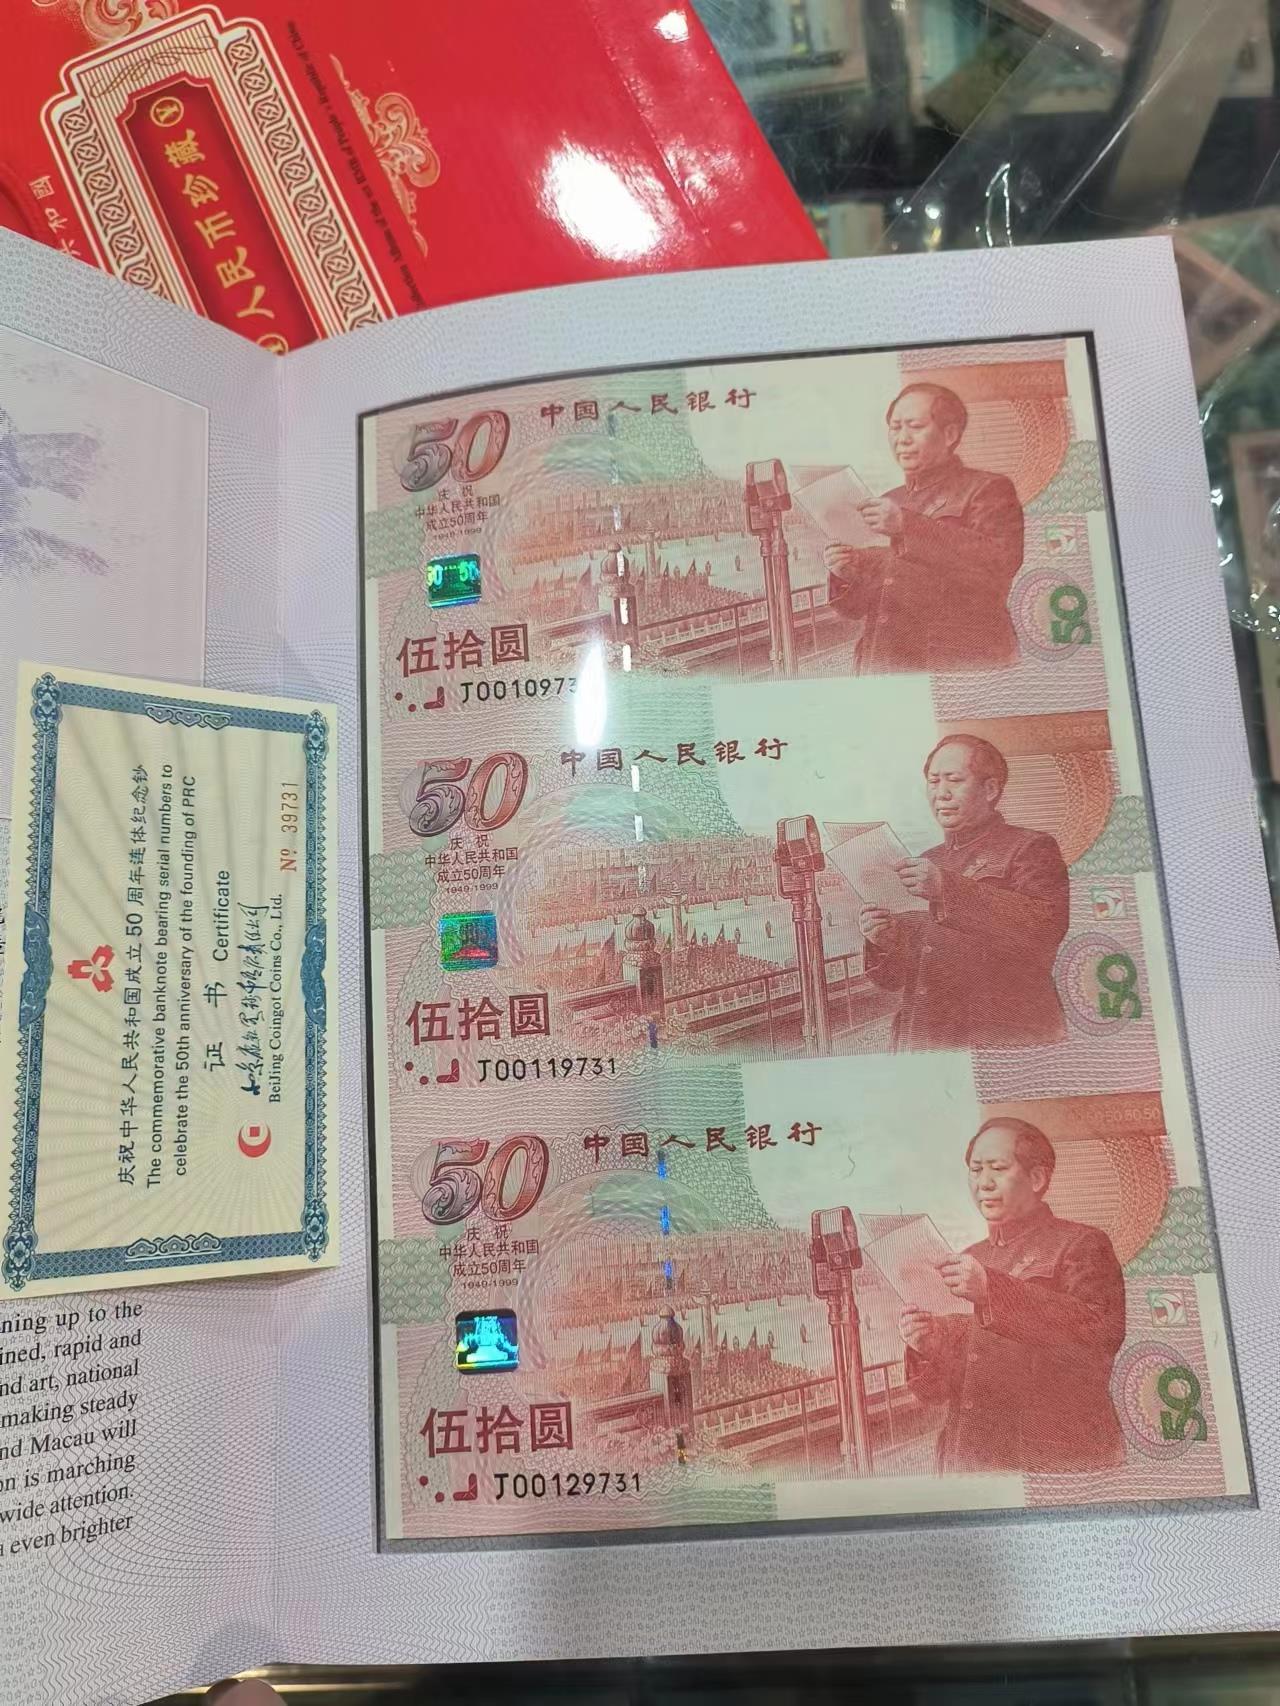 人民币珍藏
共和国
中国人民银行
50
庆祝
中华人民共和国
成立50周年
1949-1999
伍拾圆
50
J0010973
中国人民银行
50
庆祝
中华人民共和国
成立50周年
1949-1999
伍拾圆
50
J00119731
中国人民银行
50
庆祝
中华人民共和国
成立50周年
1949-1999
伍拾圆
50
J00129731
庆祝中华人民共和国成立50周年连体纪念钞
The commemorative banknote bearing serial numbers to
celebrate the 50th anniversary of the founding of PRC
证 书 Certificate
BeiJing Coingot Coins Co., Ltd.
Nº 39731
ning up to the
ined, rapid and
nd art, national
making steady
nd Macau will
on is marching
wide attention.
even brighter